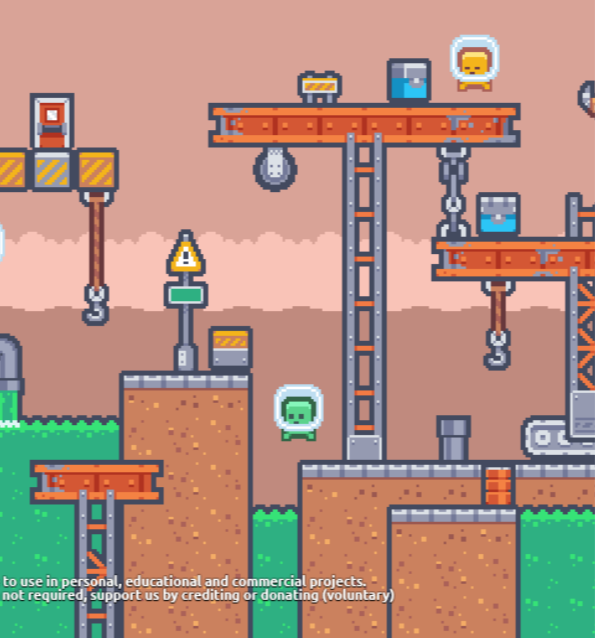 !
to use in personal, educational and commercial projects.
not required, support us by crediting or donating (voluntary)